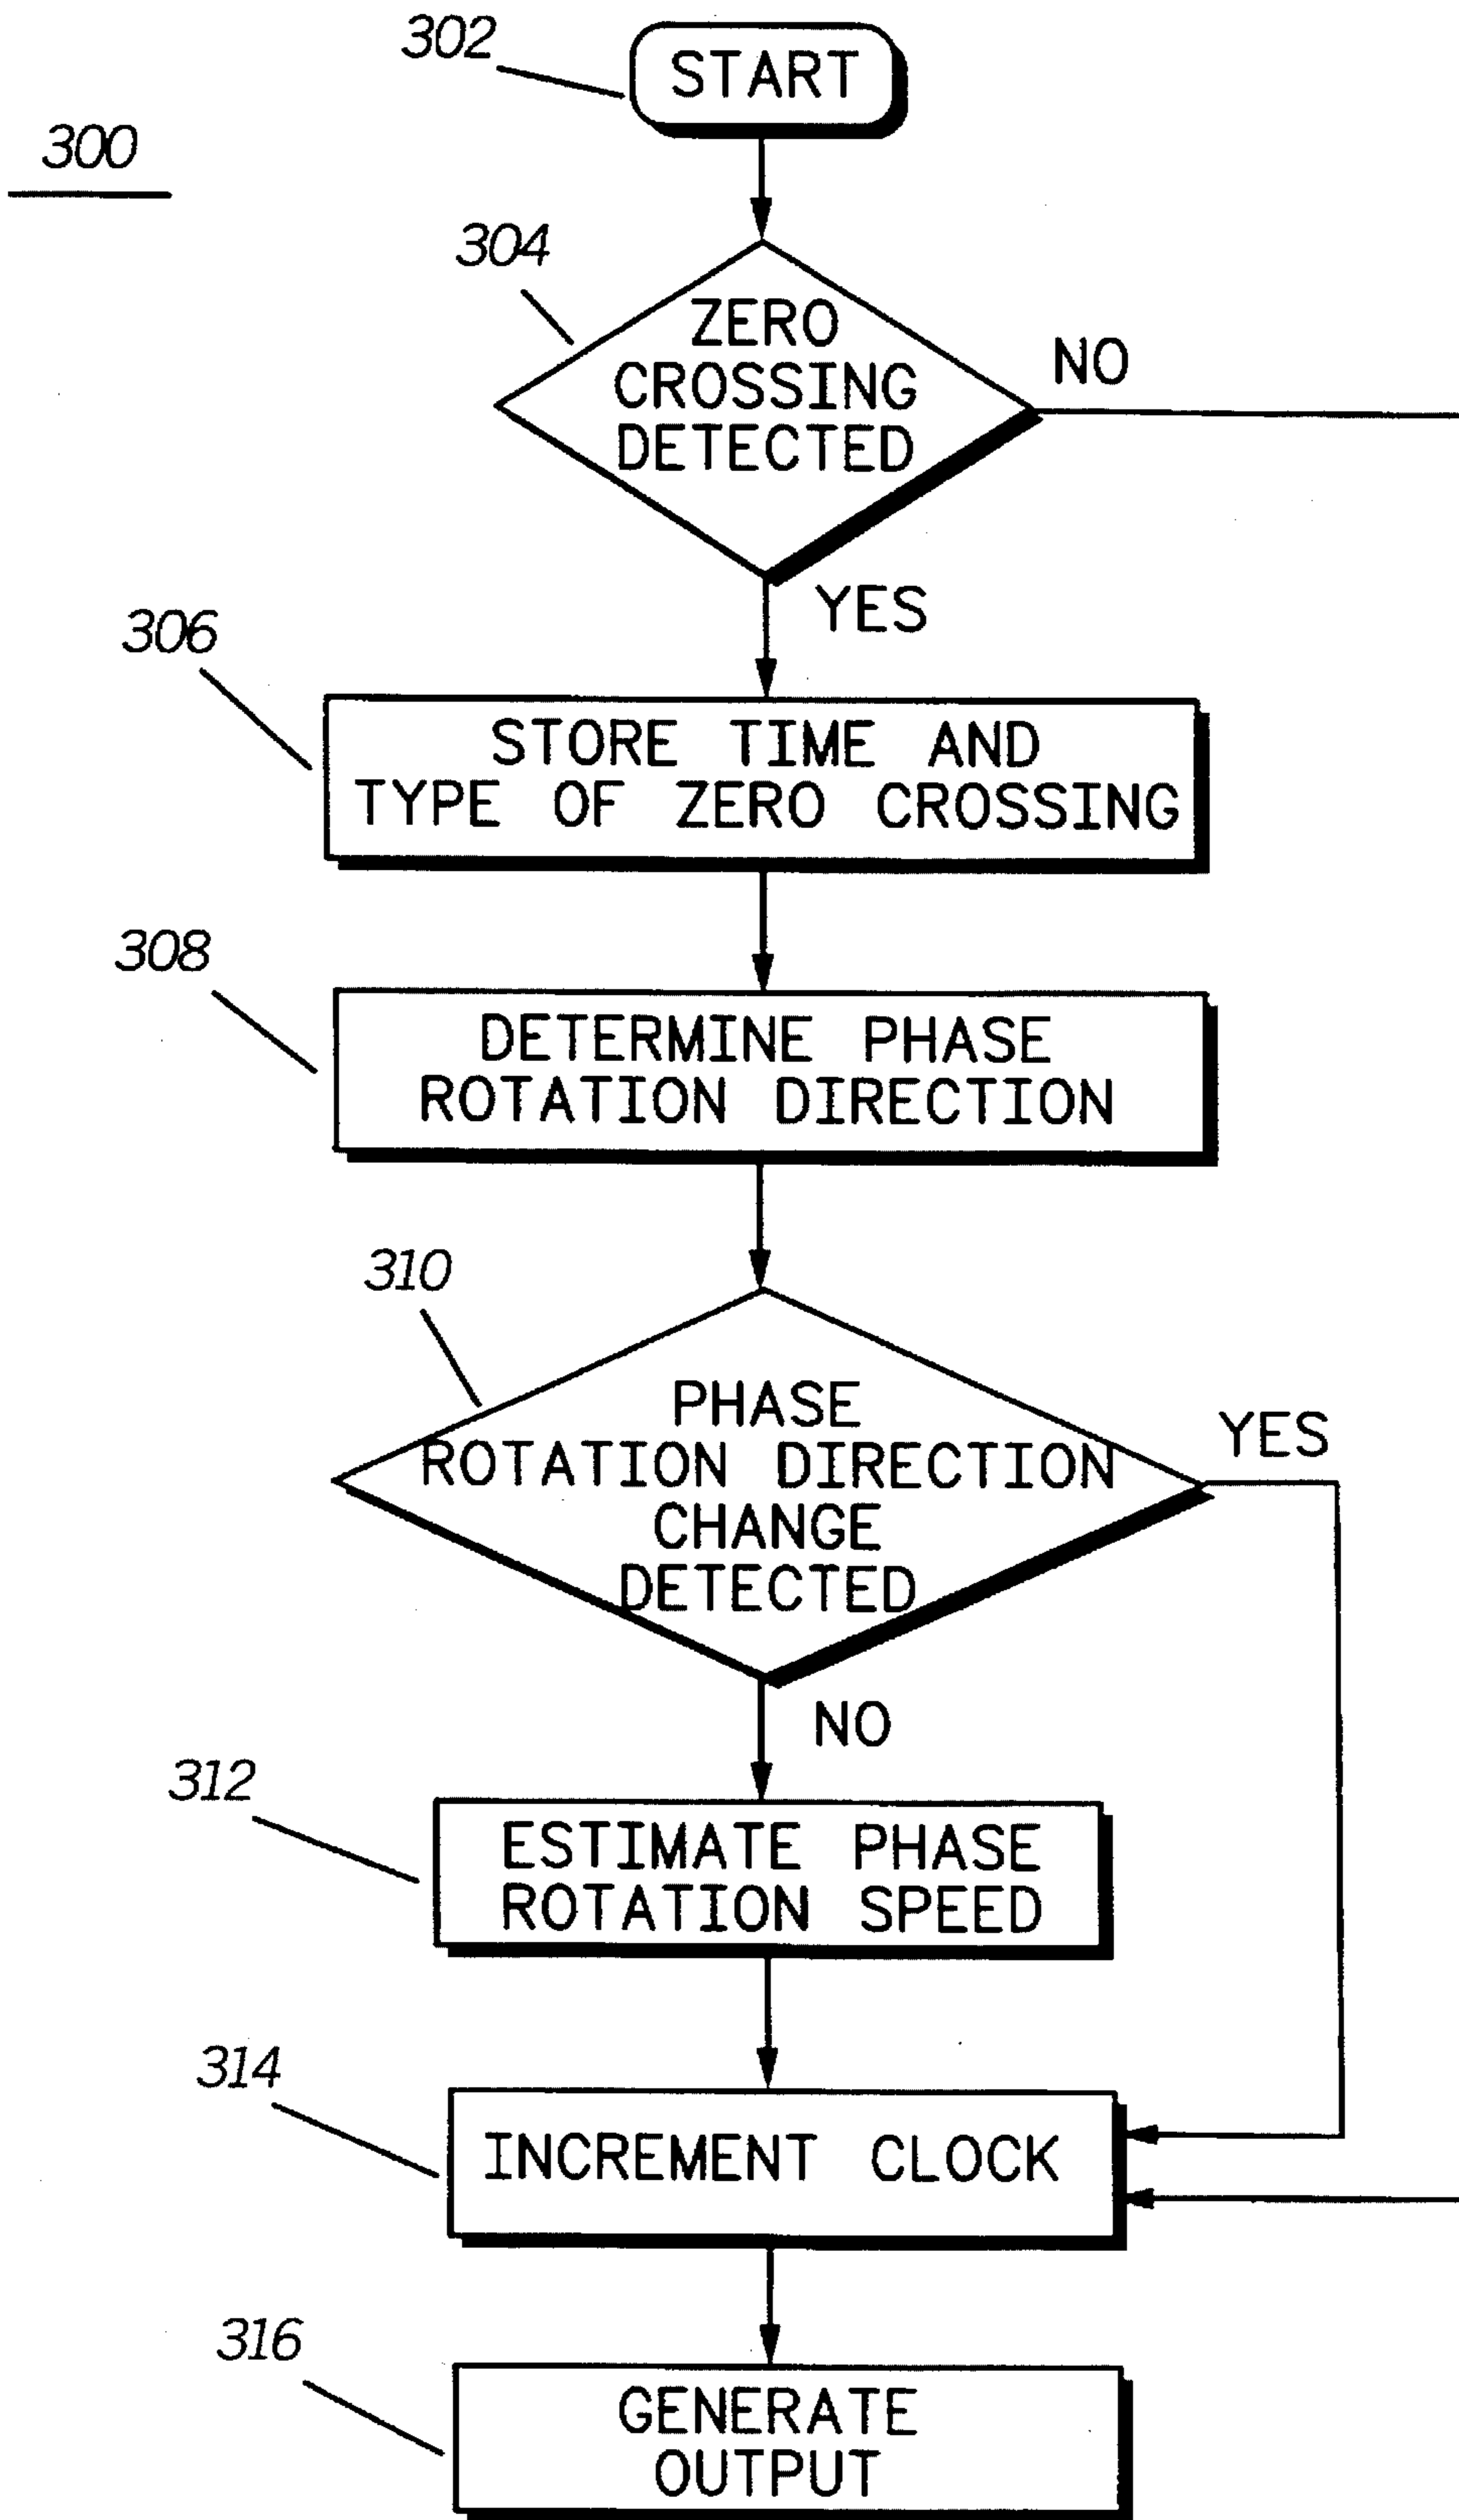 302
START
300
304
ZERO
CROSSING
DETECTED
NO
YES
306
STORE TIME AND
TYPE OF ZERO CROSSING
308
DETERMINE PHASE
ROTATION DIRECTION
310
PHASE
ROTATION DIRECTION
CHANGE
DETECTED
YES
NO
312
ESTIMATE PHASE
ROTATION SPEED
314
INCREMENT CLOCK
316
GENERATE
OUTPUT